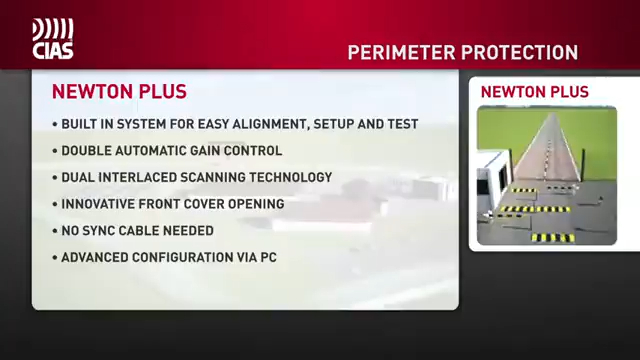 CIAS
PERIMETER PROTECTION
NEWTON PLUS
• BUILT IN SYSTEM FOR EASY ALIGNMENT, SETUP AND TEST
• DOUBLE AUTOMATIC GAIN CONTROL
• DUAL INTERLACED SCANNING TECHNOLOGY
• INNOVATIVE FRONT COVER OPENING
• NO SYNC CABLE NEEDED
• ADVANCED CONFIGURATION VIA PC
NEWTON PLUS